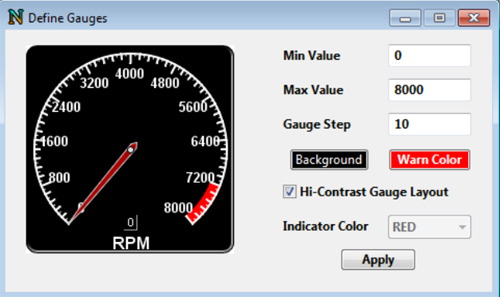 Define Gauges
4000
3200 4800
2400 5600
1600 6400
800 7200
0 8000
0
RPM
Min Value 0
Max Value 8000
Gauge Step 10
Background Warn Color
Hi-Contrast Gauge Layout
Indicator Color RED
Apply